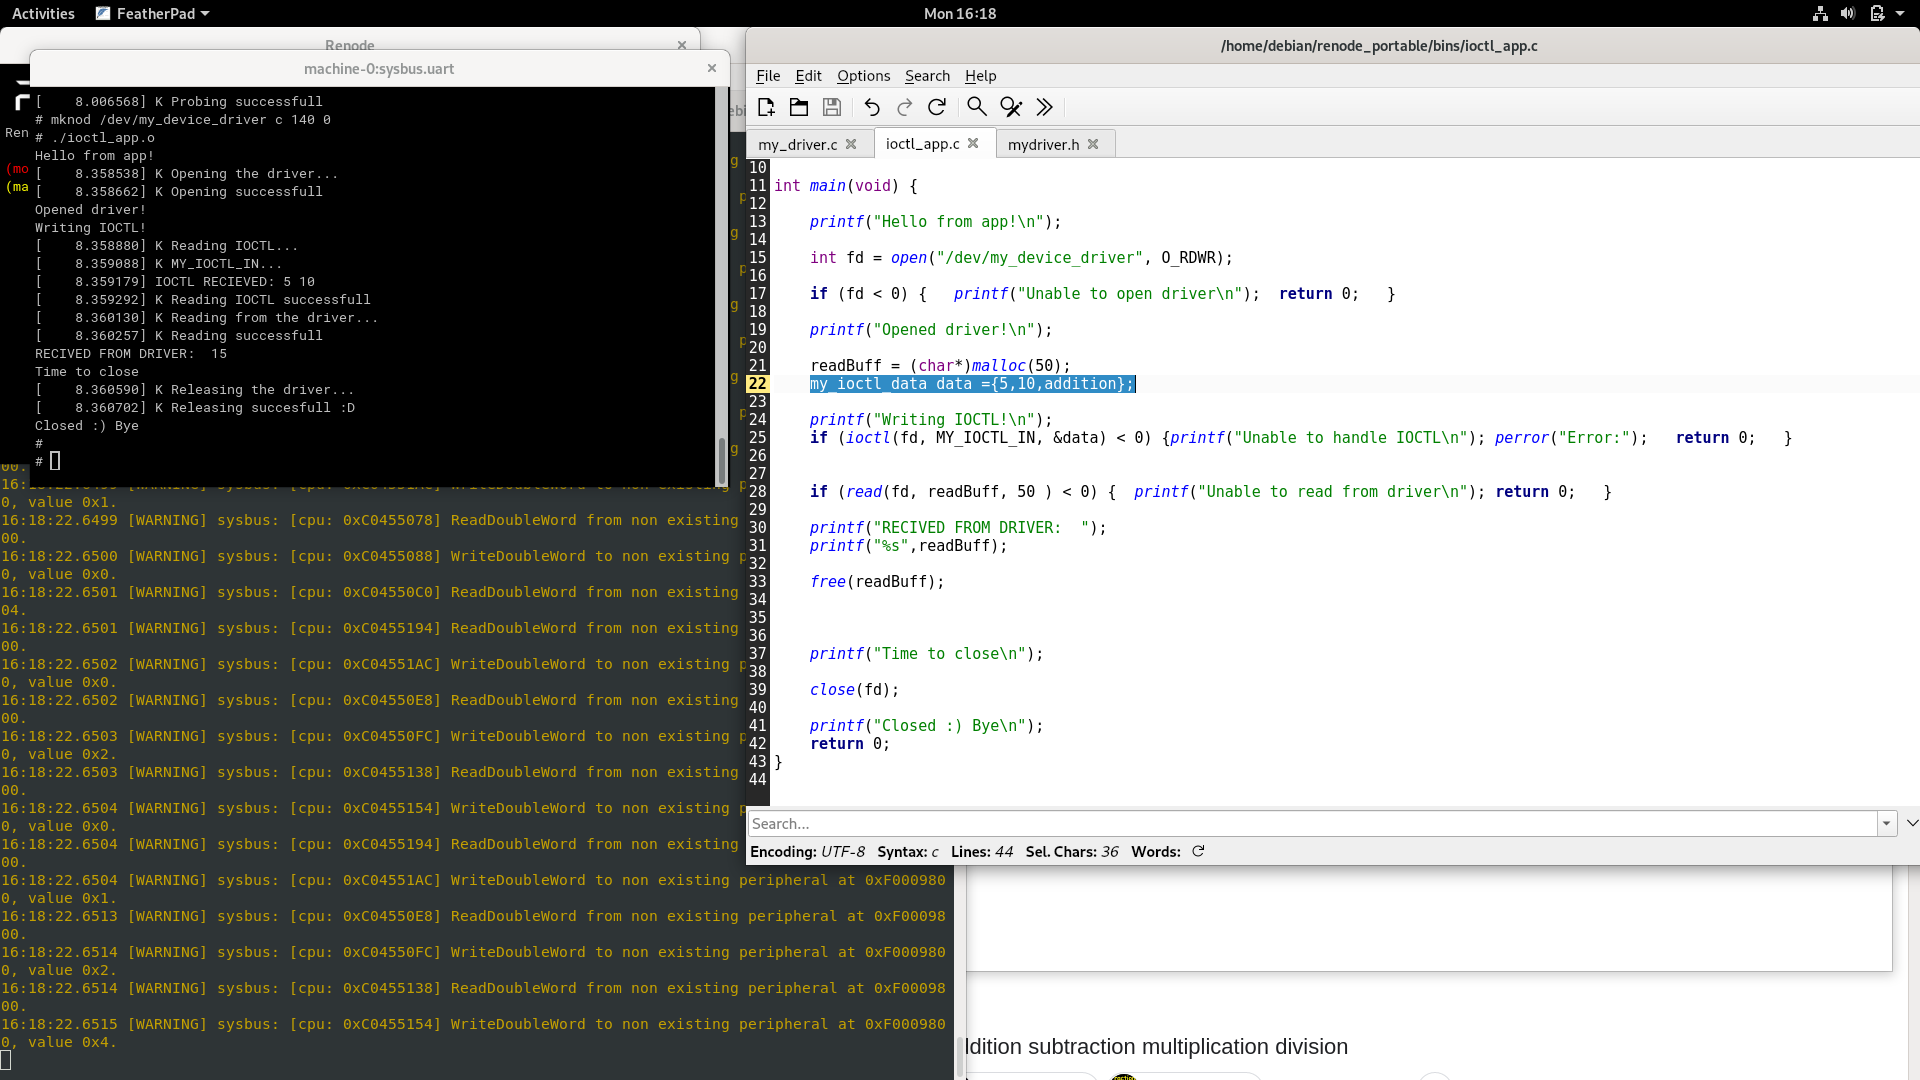 Activities FeatherPad Mon 16:18
Renode
machine-0:sysbus.uart
[    8.006568] K Probing successfull
# mknod /dev/my_device_driver c 140 0
# ./ioctl_app.o
Hello from app!
[    8.358538] K Opening the driver...
[    8.358662] K Opening successfull
Opened driver!
Writing IOCTL!
[    8.358880] K Reading IOCTL...
[    8.359088] K MY_IOCTL_IN...
[    8.359179] IOCTL RECIEVED: 5 10
[    8.359292] K Reading IOCTL successfull
[    8.360130] K Reading from the driver...
[    8.360257] K Reading successfull
RECIVED FROM DRIVER:  15
Time to close
[    8.360590] K Releasing the driver...
[    8.360702] K Releasing succesfull :D
Closed :) Bye
#
#
Ren
(mo
(ma
00.
0, value 0x1.
16:18:22.6499 [WARNING] sysbus: [cpu: 0xC0455078] ReadDoubleWord from non existing
00.
16:18:22.6500 [WARNING] sysbus: [cpu: 0xC0455088] WriteDoubleWord to non existing p
0, value 0x0.
16:18:22.6501 [WARNING] sysbus: [cpu: 0xC04550C0] ReadDoubleWord from non existing
04.
16:18:22.6501 [WARNING] sysbus: [cpu: 0xC0455194] ReadDoubleWord from non existing
00.
16:18:22.6502 [WARNING] sysbus: [cpu: 0xC04551AC] WriteDoubleWord to non existing p
0, value 0x0.
16:18:22.6502 [WARNING] sysbus: [cpu: 0xC04550E8] ReadDoubleWord from non existing
00.
16:18:22.6503 [WARNING] sysbus: [cpu: 0xC04550FC] WriteDoubleWord to non existing p
0, value 0x2.
16:18:22.6503 [WARNING] sysbus: [cpu: 0xC0455138] ReadDoubleWord from non existing
00.
16:18:22.6504 [WARNING] sysbus: [cpu: 0xC0455154] WriteDoubleWord to non existing p
0, value 0x0.
16:18:22.6504 [WARNING] sysbus: [cpu: 0xC0455194] ReadDoubleWord from non existing
00.
16:18:22.6504 [WARNING] sysbus: [cpu: 0xC04551AC] WriteDoubleWord to non existing peripheral at 0xF000980
0, value 0x1.
16:18:22.6513 [WARNING] sysbus: [cpu: 0xC04550E8] ReadDoubleWord from non existing peripheral at 0xF00098
00.
16:18:22.6514 [WARNING] sysbus: [cpu: 0xC04550FC] WriteDoubleWord to non existing peripheral at 0xF000980
0, value 0x2.
16:18:22.6514 [WARNING] sysbus: [cpu: 0xC0455138] ReadDoubleWord from non existing peripheral at 0xF00098
00.
16:18:22.6515 [WARNING] sysbus: [cpu: 0xC0455154] WriteDoubleWord to non existing peripheral at 0xF000980
0, value 0x4.
/home/debian/renode_portable/bins/ioctl_app.c
File Edit Options Search Help
my_driver.c ioctl_app.c mydriver.h
10
11 int main(void) {
12
13     printf("Hello from app!\n");
14
15     int fd = open("/dev/my_device_driver", O_RDWR);
16
17     if (fd < 0) {   printf("Unable to open driver\n");  return 0;   }
18
19     printf("Opened driver!\n");
20
21     readBuff = (char*)malloc(50);
22     my_ioctl_data data ={5,10,addition};
23
24     printf("Writing IOCTL!\n");
25     if (ioctl(fd, MY_IOCTL_IN, &data) < 0) {printf("Unable to handle IOCTL\n"); perror("Error:");   return 0;   }
26
27
28     if (read(fd, readBuff, 50 ) < 0) {  printf("Unable to read from driver\n"); return 0;   }
29
30     printf("RECIVED FROM DRIVER:  ");
31     printf("%s",readBuff);
32
33     free(readBuff);
34
35
36
37     printf("Time to close\n");
38
39     close(fd);
40
41     printf("Closed :) Bye\n");
42     return 0;
43 }
44
Search...
Encoding: UTF-8 Syntax: c Lines: 44 Sel. Chars: 36 Words:
ddition subtraction multiplication division